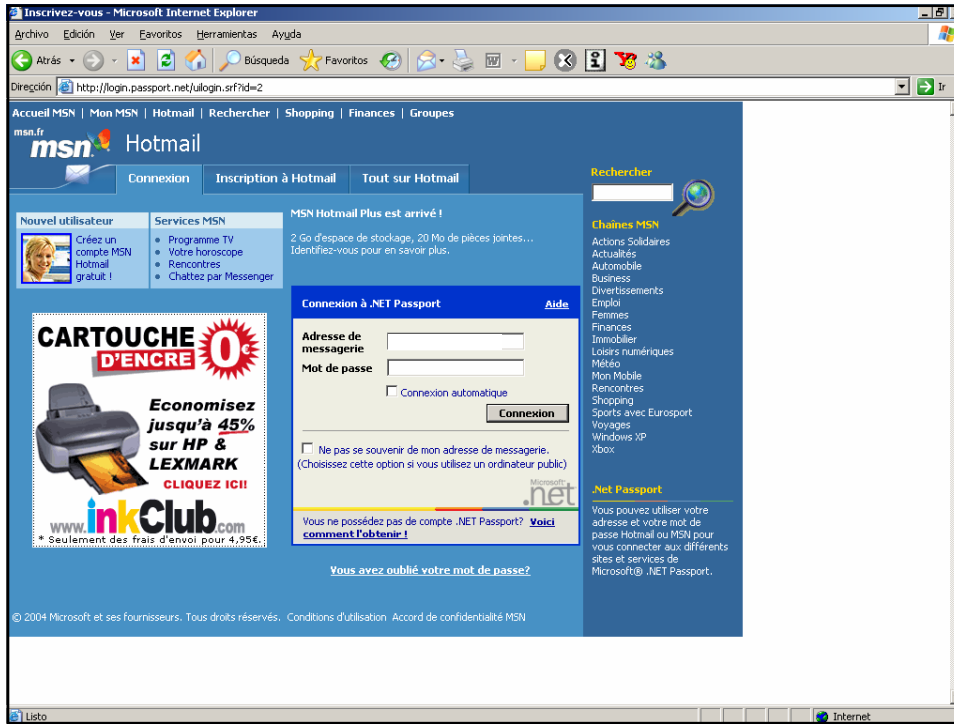 Inscrivez-vous - Microsoft Internet Explorer
Archivo Edición Ver Favoritos Herramientas Ayuda
Atrás Búsqueda Favoritos
Dirección http://login.passport.net/uilogin.srf?id=2 Ir
Accueil MSN | Mon MSN | Hotmail | Rechercher | Shopping | Finances | Groupes
msn.fr
msn Hotmail
Connexion Inscription à Hotmail Tout sur Hotmail
Nouvel utilisateur
Créez un
compte MSN
Hotmail
gratuit !
Services MSN
Programme TV
Votre horoscope
Rencontres
Chattez par Messenger
MSN Hotmail Plus est arrivé !
2 Go d'espace de stockage, 20 Mo de pièces jointes...
Identifiez-vous pour en savoir plus.
CARTOUCHE
D'ENCRE 0€
Economisez
jusqu'à 45%
sur HP &
LEXMARK
CLIQUEZ ICI!
www.inkClub.com
* Seulement des frais d'envoi pour 4,95€.
Connexion à .NET Passport Aide
Adresse de
messagerie
Mot de passe
Connexion automatique
Connexion
Ne pas se souvenir de mon adresse de messagerie.
(Choisissez cette option si vous utilisez un ordinateur public)
Microsoft
.net
Vous ne possédez pas de compte .NET Passport? Voici
comment l'obtenir !
Vous avez oublié votre mot de passe?
Rechercher
Chaînes MSN
Actions Solidaires
Actualités
Automobile
Business
Divertissements
Emploi
Femmes
Finances
Immobilier
Loisirs numériques
Météo
Mon Mobile
Rencontres
Shopping
Sports avec Eurosport
Voyages
Windows XP
Xbox
.Net Passport
Vous pouvez utiliser votre
adresse et votre mot de
passe Hotmail ou MSN pour
vous connecter aux différents
sites et services de
Microsoft® .NET Passport.
© 2004 Microsoft et ses fournisseurs. Tous droits réservés. Conditions d'utilisation Accord de confidentialité MSN
Listo Internet